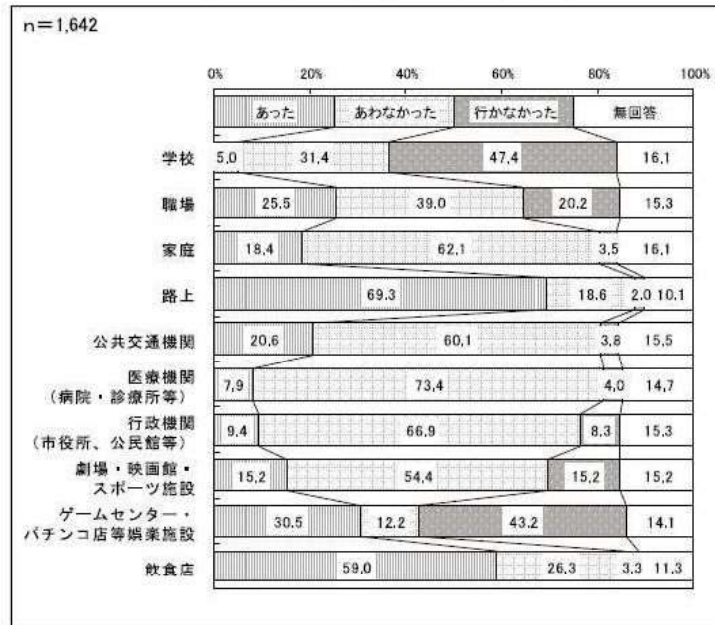 n=1,642
0% 20% 40% 60% 80% 100%
あった あわなかった 行かなかった 無回答
学校 5.0 31.4 47.4 16.1
職場 25.5 39.0 20.2 15.3
家庭 18.4 62.1 3.5 16.1
路上 69.3 18.6 2.0 10.1
公共交通機関 20.6 60.1 3.8 15.5
医療機関
(病院・診療所等) 7.9 73.4 4.0 14.7
行政機関
(市役所、公民館等) 9.4 66.9 8.3 15.3
劇場・映画館・
スポーツ施設 15.2 54.4 15.2 15.2
ゲームセンター・
パチンコ店等娯楽施設 30.5 12.2 43.2 14.1
飲食店 59.0 26.3 3.3 11.3